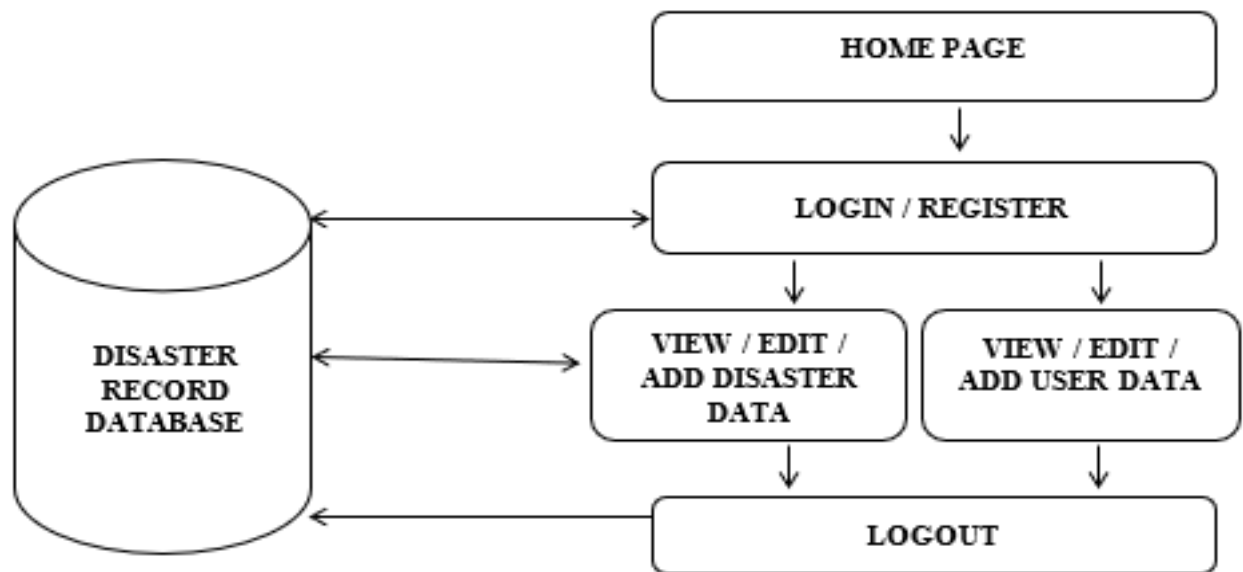 HOME PAGE
LOGIN / REGISTER
DISASTER
RECORD
DATABASE
VIEW / EDIT /
ADD DISASTER
DATA
VIEW / EDIT /
ADD USER DATA
LOGOUT